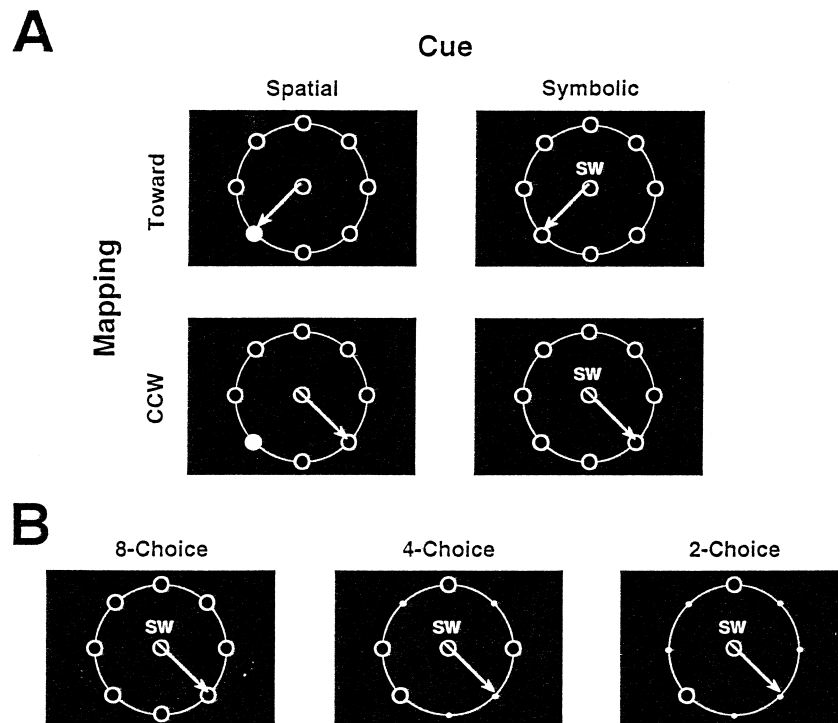 A
Cue
Spatial
Symbolic
Mapping
Toward
SW
CCW
SW
B
8-Choice
4-Choice
2-Choice
SW
SW
SW